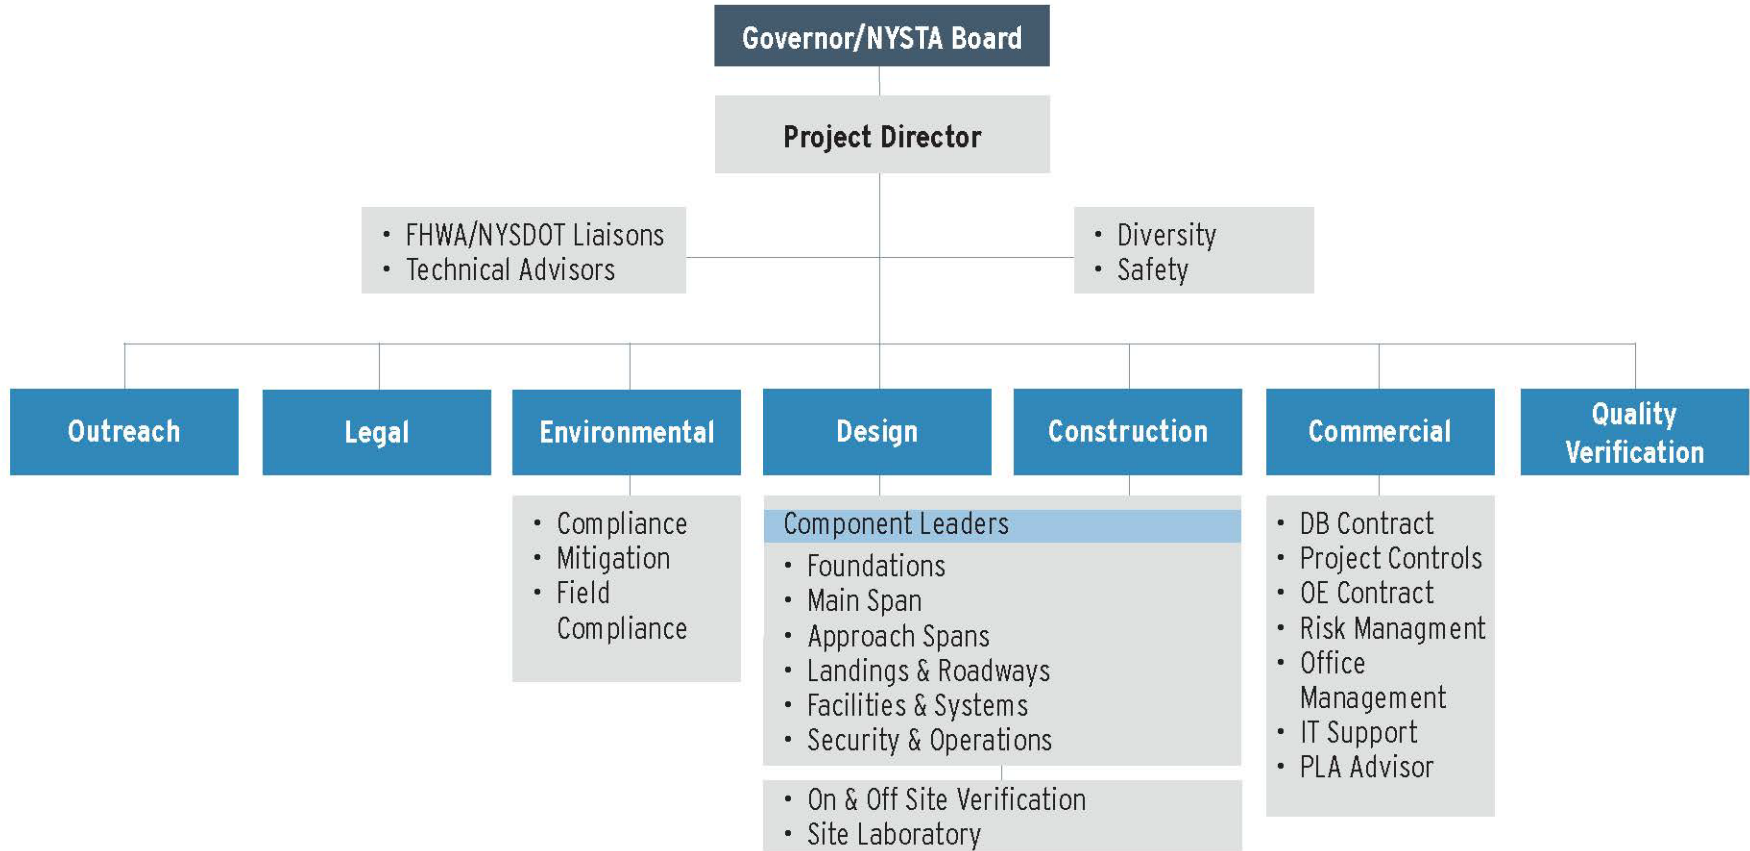 Governor/NYSTA Board
Project Director
• FHWA/NYSDOT Liaisons
• Technical Advisors
• Diversity
• Safety
Outreach
Legal
Environmental
Design
Construction
Commercial
Quality
Verification
• Compliance
• Mitigation
• Field
Compliance
Component Leaders
• Foundations
• Main Span
• Approach Spans
• Landings & Roadways
• Facilities & Systems
• Security & Operations
• On & Off Site Verification
• Site Laboratory
• DB Contract
• Project Controls
• OE Contract
• Risk Managment
• Office
Management
• IT Support
• PLA Advisor